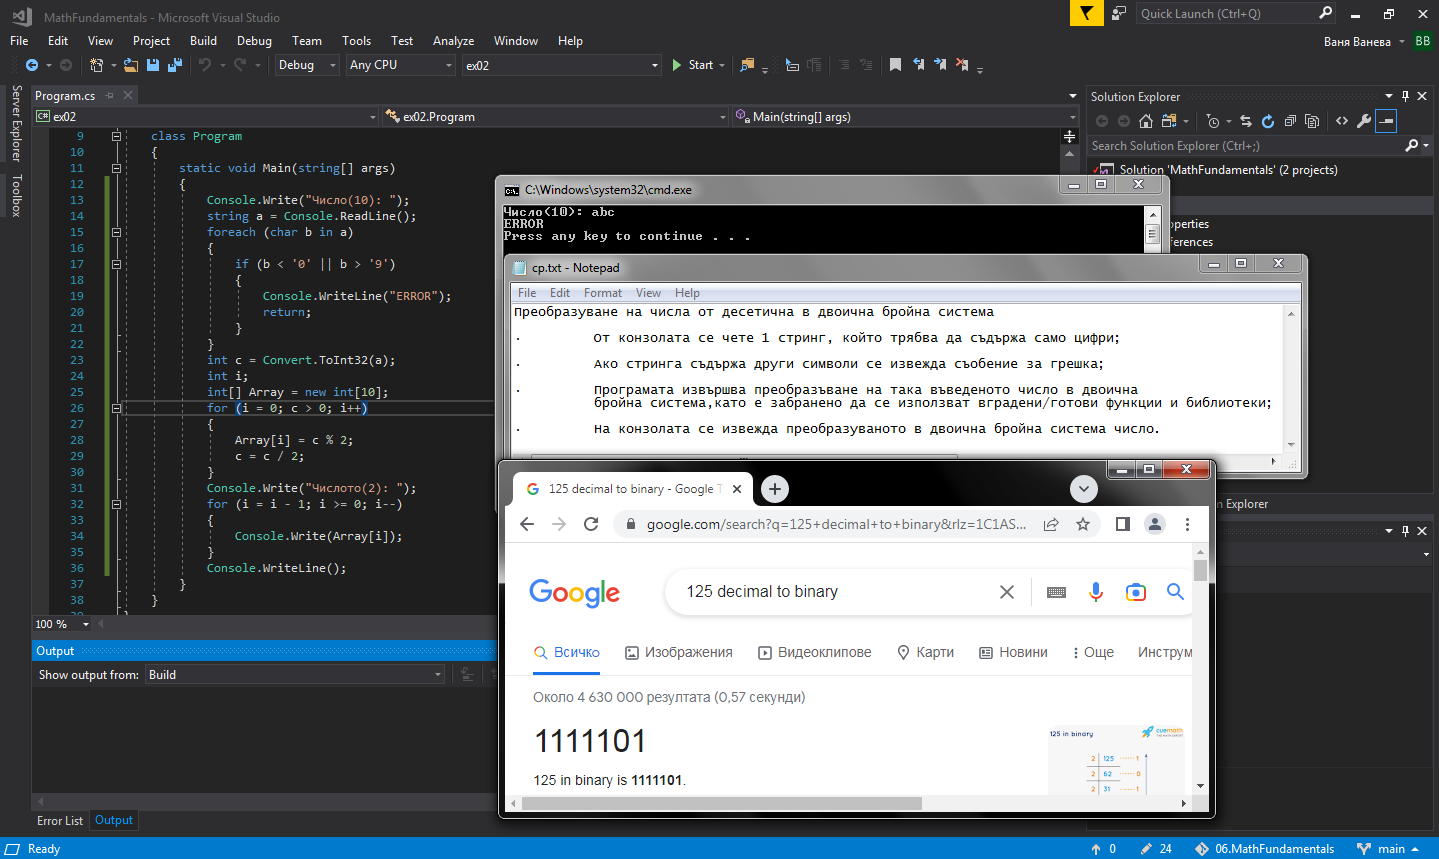 MathFundamentals - Microsoft Visual Studio
Quick Launch (Ctrl+Q)
File Edit View Project Build Debug Team Tools Test Analyze Window Help
Ваня Ванева BB
Debug Any CPU ex02 Start
Server Explorer
Toolbox
Program.cs
ex02 ex02.Program Main(string[] args)
9 class Program
10 {
11 static void Main(string[] args)
12 {
13 Console.Write("Число(10): ");
14 string a = Console.ReadLine();
15 foreach (char b in a)
16 {
17 if (b < '0' || b > '9')
18 {
19 Console.WriteLine("ERROR");
20 return;
21 }
22 }
23 int c = Convert.ToInt32(a);
24 int i;
25 int[] Array = new int[10];
26 for (i = 0; c > 0; i++)
27 {
28 Array[i] = c % 2;
29 c = c / 2;
30 }
31 Console.Write("Числото(2): ");
32 for (i = i - 1; i >= 0; i--)
33 {
34 Console.Write(Array[i]);
35 }
36 Console.WriteLine();
37 }
38 }
100 %
Output
Show output from: Build
Error List Output
Ready
0 24 06.MathFundamentals main
Solution Explorer
Search Solution Explorer (Ctrl+;)
Solution 'MathFundamentals' (2 projects)
operties
ferences
n Explorer
C:\Windows\system32\cmd.exe
Число(10): abc
ERROR
Press any key to continue . . .
cp.txt - Notepad
File Edit Format View Help
Преобразуване на числа от десетична в двоична бройна система
· От конзолата се чете 1 стринг, който трябва да съдържа само цифри;
· Ако стринга съдържа други символи се извежда съобение за грешка;
· Програмата извършва преобразъване на така въведеното число в двоична
бройна система,като е забранено да се използват вградени/готови функции и библиотеки;
· На конзолата се извежда преобразуваното в двоична бройна система число.
125 decimal to binary - Google T
google.com/search?q=125+decimal+to+binary&rlz=1C1AS...
Google
125 decimal to binary
Всичко Изображения Видеоклипове Карти Новини Още Инструм
Около 4 630 000 резултата (0,57 секунди)
1111101
125 in binary is 1111101.
125 in binary
cuemath
2 125 1
2 62 0
2 31 1